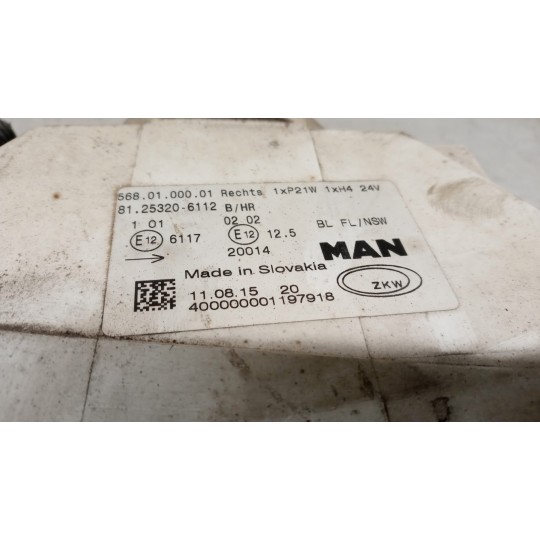 568.01.000.01 Rechts 1xP21W 1xH4 24V
81.25320-6112 B/HR
1 01 02 02 BL FL/NSW
E12 6117 E12 12.5
20014 MAN
Made in Slovakia
ZKW
11.08.15 20
400000001197918